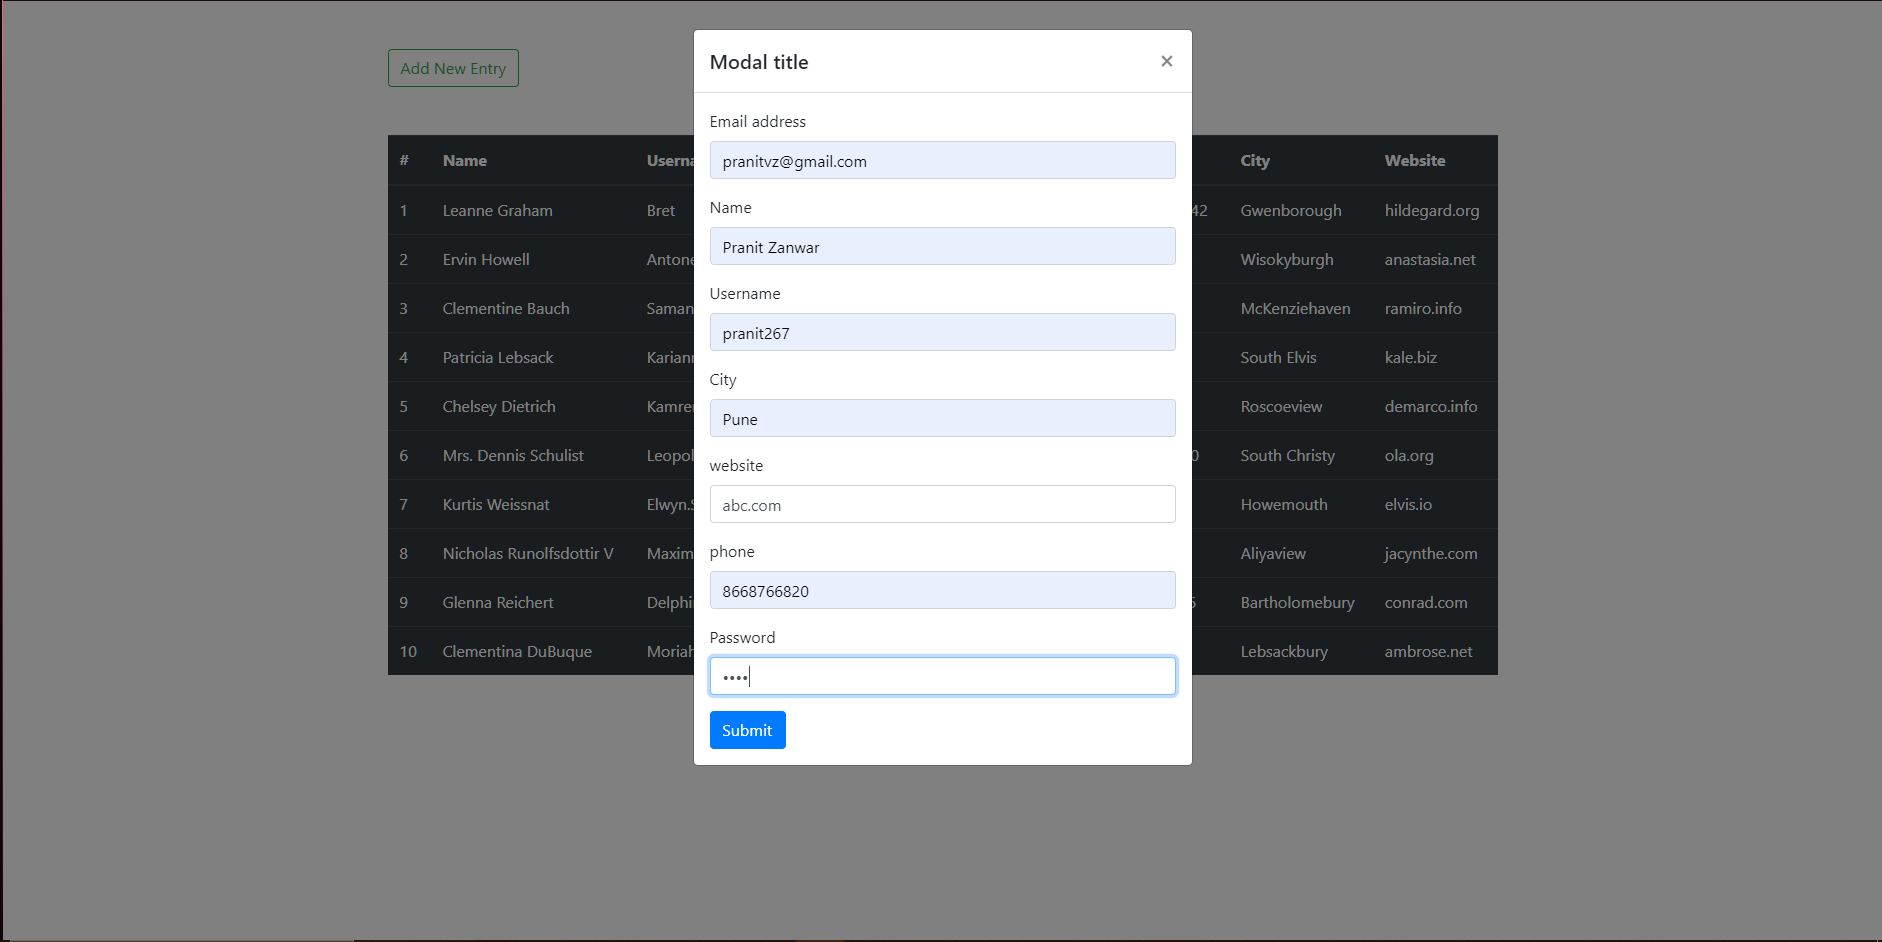 Add New Entry
Modal title ×
Email address
pranitvz@gmail.com
Name
Pranit Zanwar
Username
pranit267
City
Pune
website
abc.com
phone
8668766820
Password
••••
Submit
# Name Userna City Website
1 Leanne Graham Bret 42 Gwenborough hildegard.org
2 Ervin Howell Antone Wisokyburgh anastasia.net
3 Clementine Bauch Saman McKenziehaven ramiro.info
4 Patricia Lebsack Kariann South Elvis kale.biz
5 Chelsey Dietrich Kamre Roscoeview demarco.info
6 Mrs. Dennis Schulist Leopol 0 South Christy ola.org
7 Kurtis Weissnat Elwyn.S Howemouth elvis.io
8 Nicholas Runolfsdottir V Maxim Aliyaview jacynthe.com
9 Glenna Reichert Delphi Bartholomebury conrad.com
10 Clementina DuBuque Moriah Lebsackbury ambrose.net